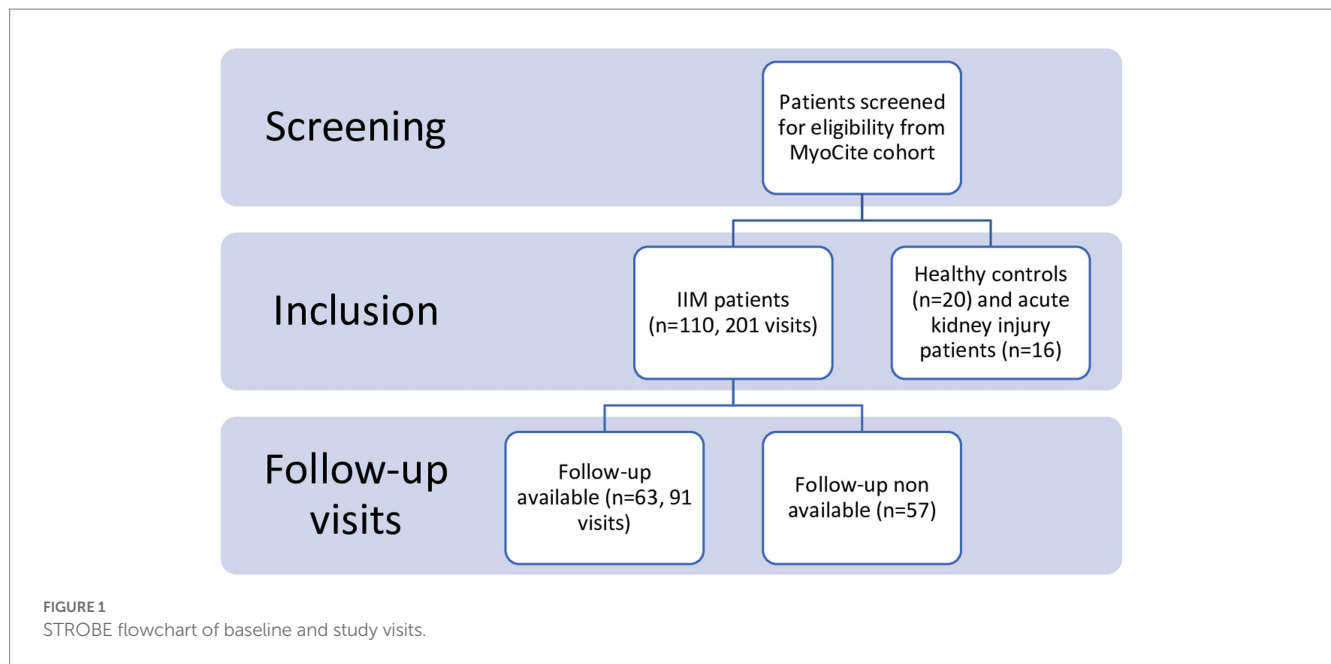 Screening
Patients screened
for eligibility from
MyoCite cohort
Inclusion
IIM patients
(n=110, 201 visits)
Healthy controls
(n=20) and acute
kidney injury
patients (n=16)
Follow-up
visits
Follow-up
available (n=63, 91
visits)
Follow-up non
available (n=57)
FIGURE 1
STROBE flowchart of baseline and study visits.